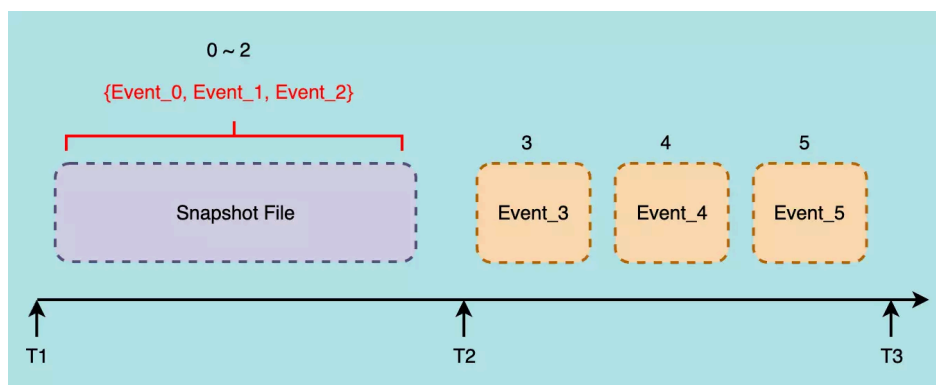 0 ~ 2
{Event_0, Event_1, Event_2}
3 4 5
Snapshot File Event_3 Event_4 Event_5
T1 T2 T3